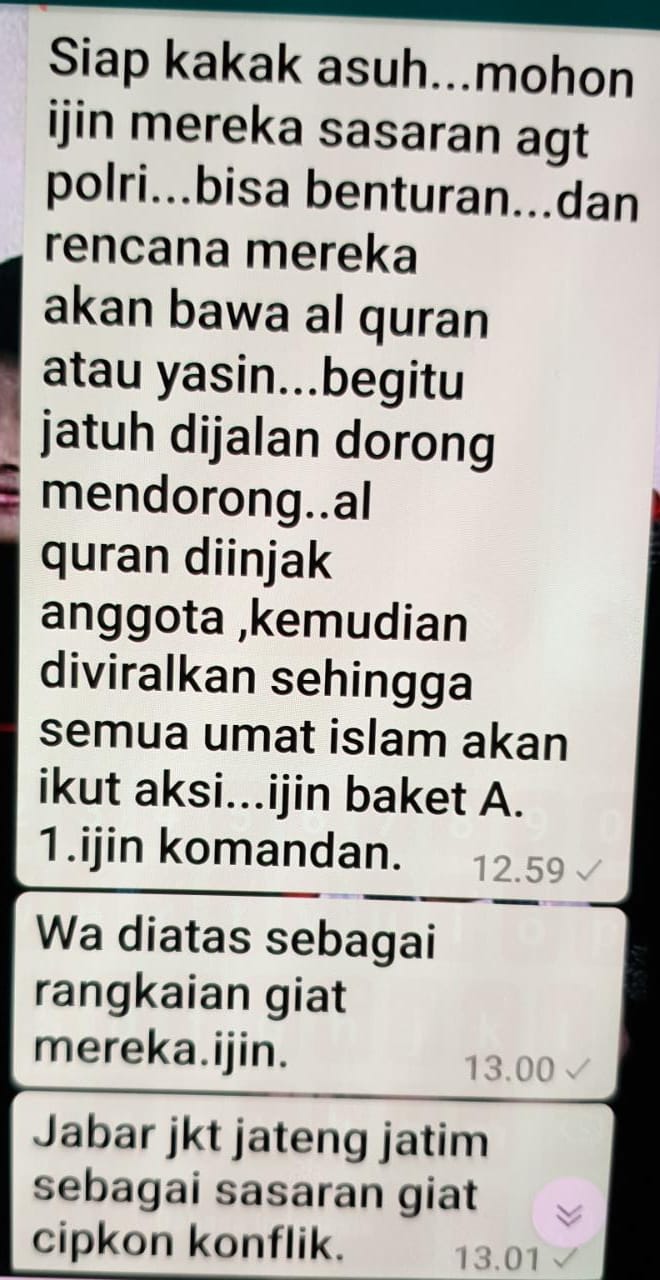 Siap kakak asuh...mohon
ijin mereka sasaran agt
polri...bisa benturan...dan
rencana mereka
akan bawa al quran
atau yasin...begitu
jatuh dijalan dorong
mendorong..al
quran diinjak
anggota ,kemudian
diviralkan sehingga
semua umat islam akan
ikut aksi...ijin baket A.
1.ijin komandan.
12.59
Wa diatas sebagai
rangkaian giat
mereka.ijin.
13.00
Jabar jkt jateng jatim
sebagai sasaran giat
cipkon konflik.
13.01